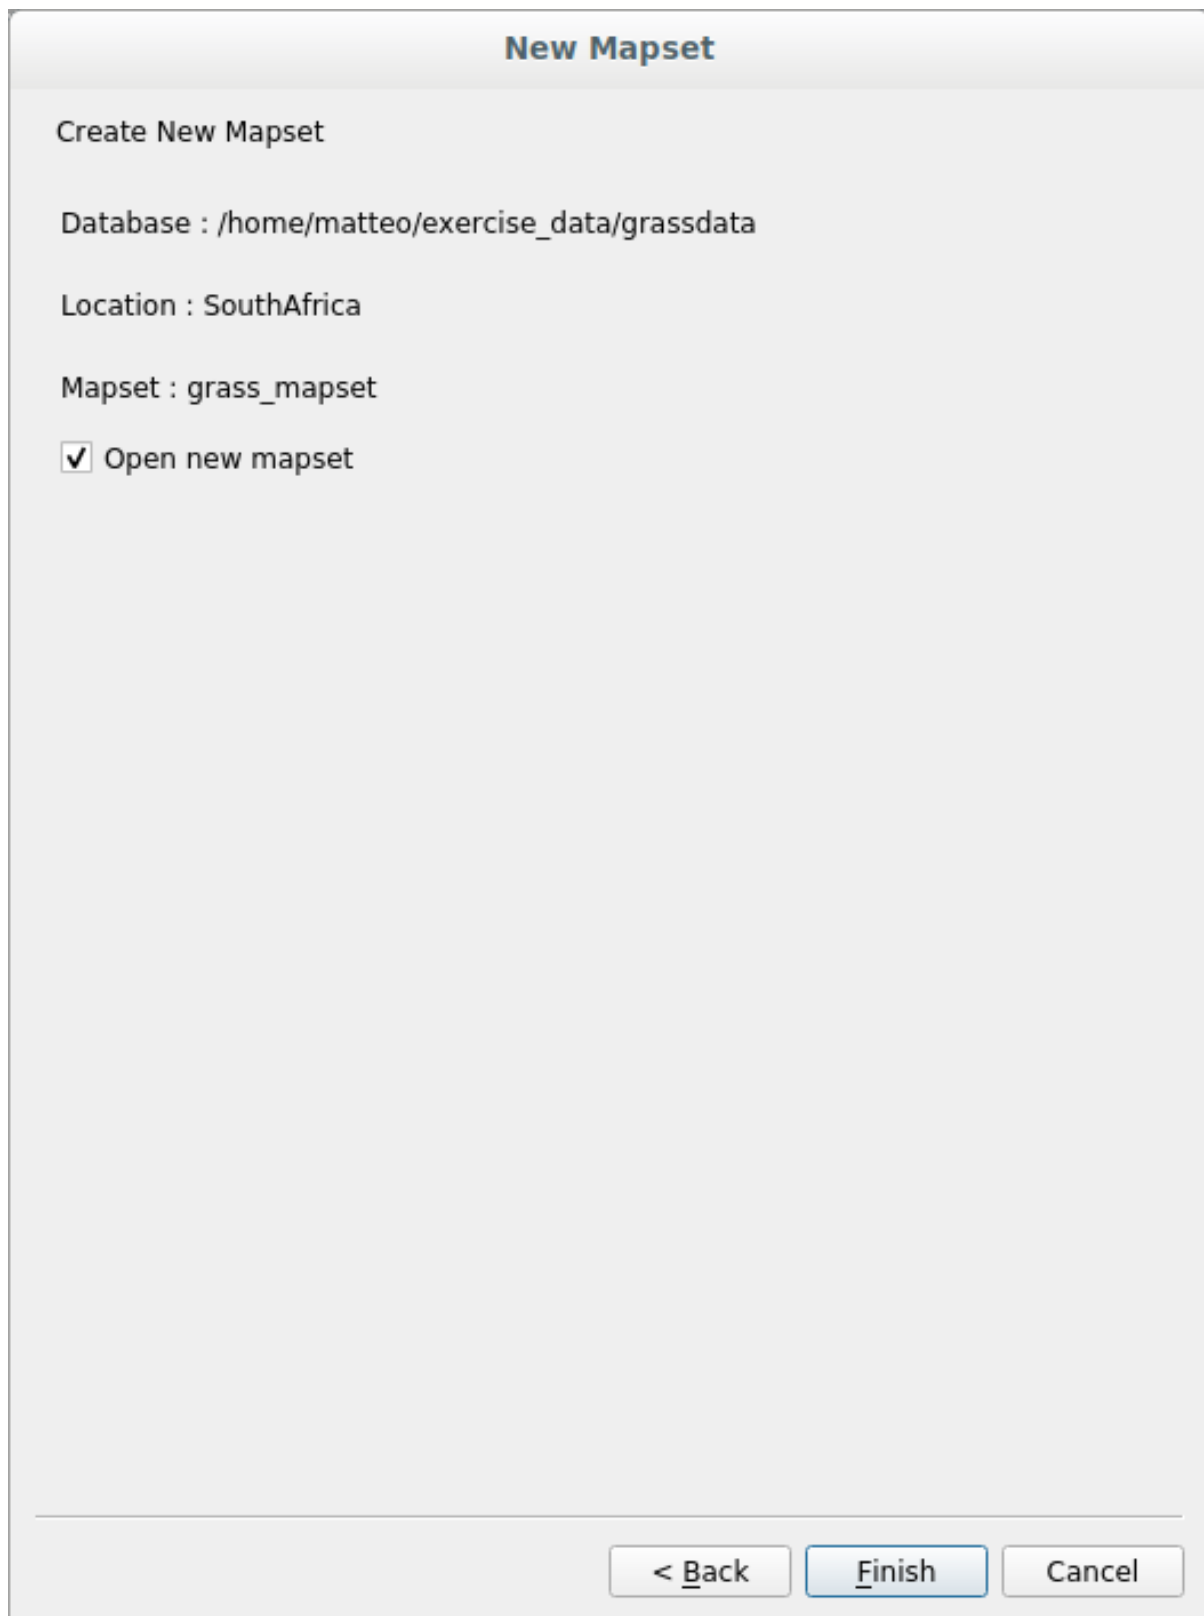 New Mapset
Create New Mapset
Database : /home/matteo/exercise_data/grassdata
Location : SouthAfrica
Mapset : grass_mapset
Open new mapset
< Back
Finish
Cancel